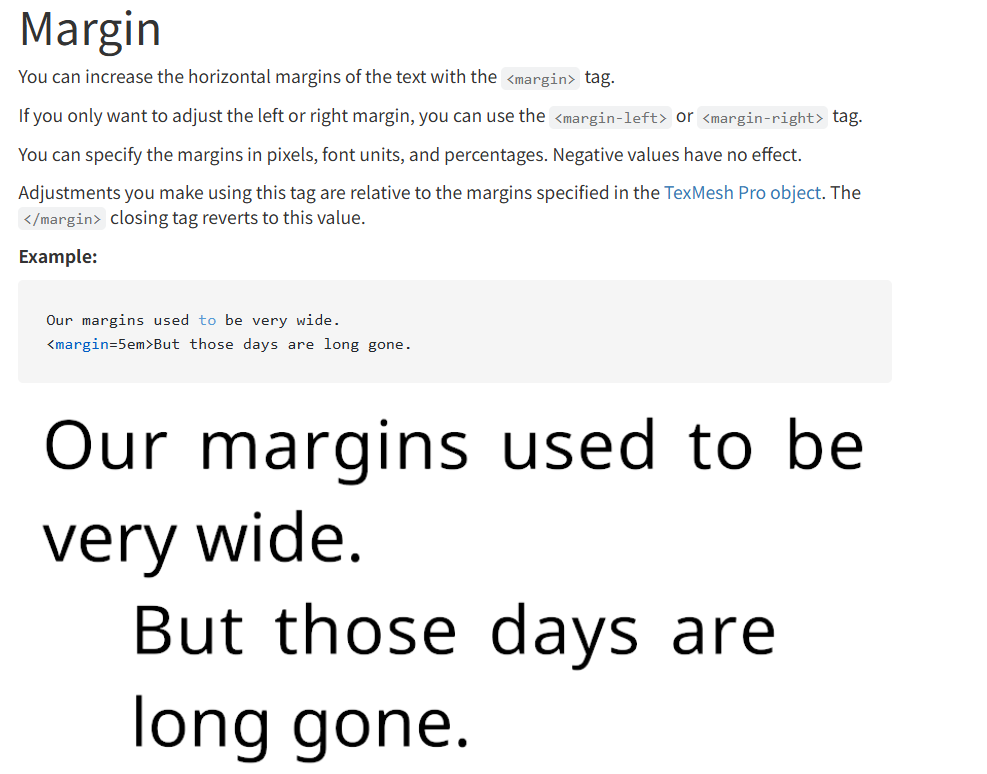 Margin
You can increase the horizontal margins of the text with the <margin> tag.
If you only want to adjust the left or right margin, you can use the <margin-left> or <margin-right> tag.
You can specify the margins in pixels, font units, and percentages. Negative values have no effect.
Adjustments you make using this tag are relative to the margins specified in the TexMesh Pro object. The
</margin> closing tag reverts to this value.
Example:
Our margins used to be very wide.
<margin=5em>But those days are long gone.
Our margins used to be
very wide.
But those days are
long gone.